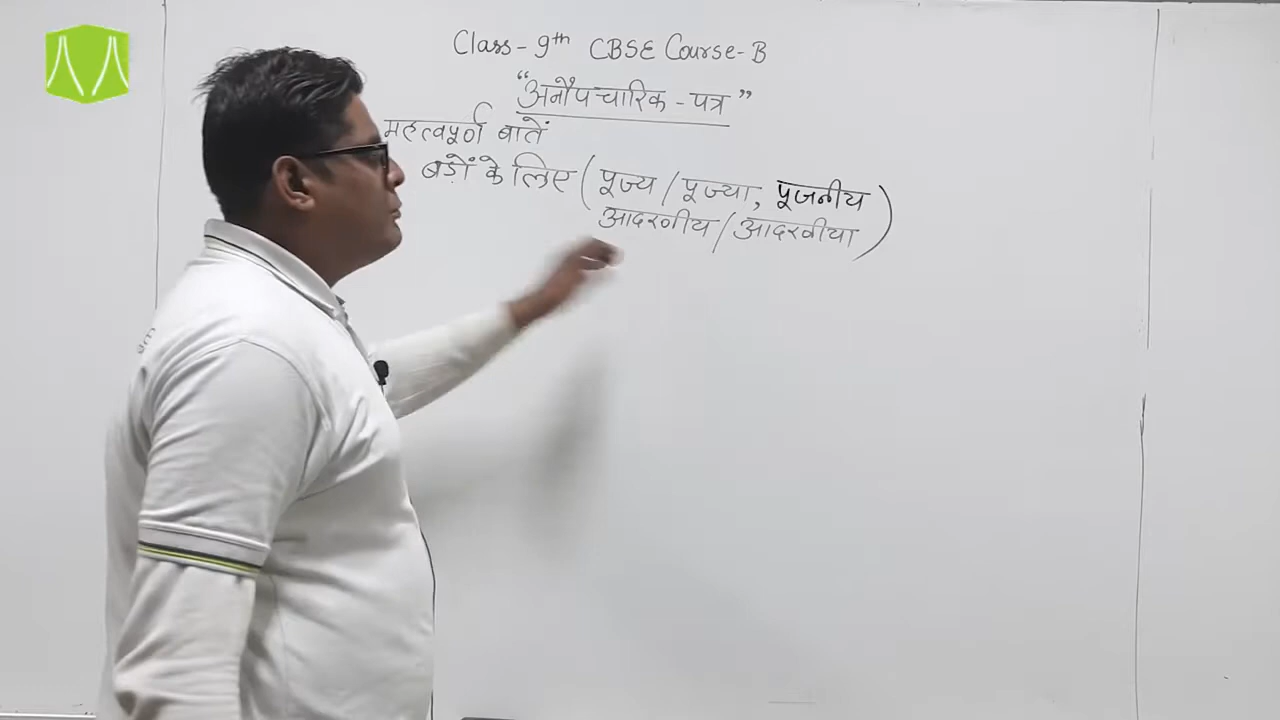 Class - 9th CBSE Course - B
"अनौपचारिक - पत्र"
महत्वपूर्ण बातें
बड़ों के लिए ( पूज्य / पूज्या, पूजनीय
आदरणीय / आदरणीया )